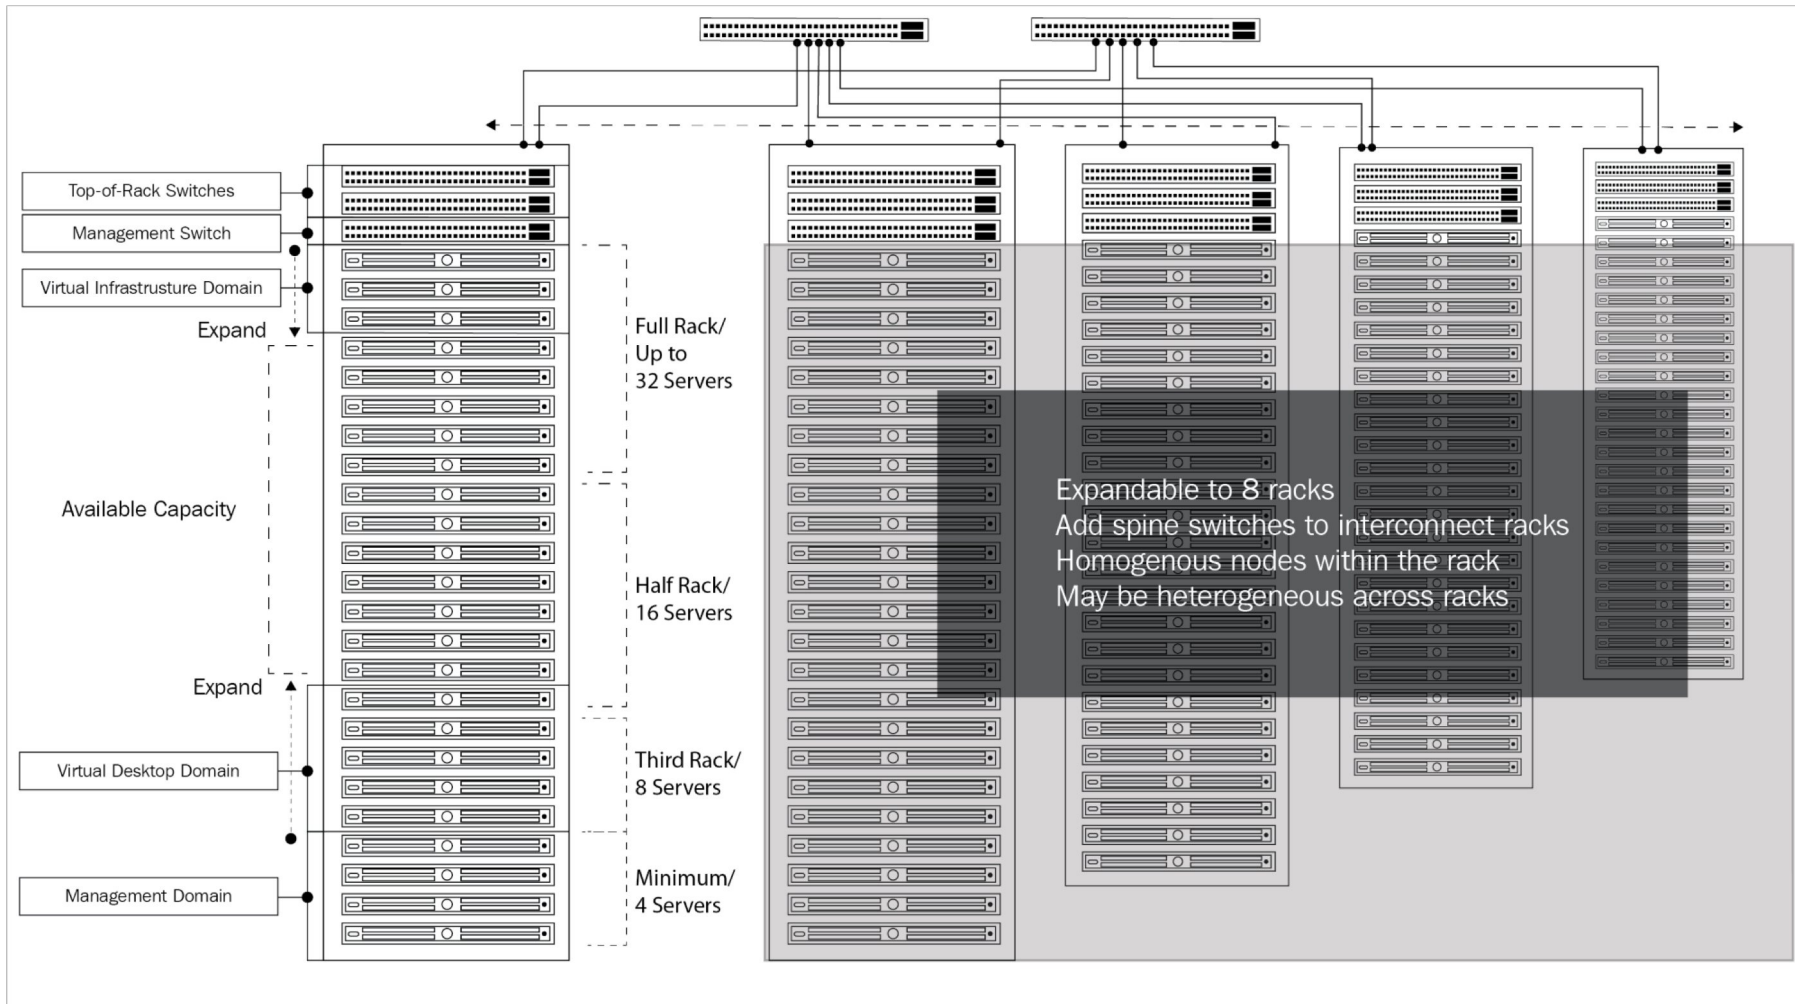 Top-of-Rack Switches
Management Switch
Virtual Infrastrusture Domain
Expand
Available Capacity
Expand
Virtual Desktop Domain
Management Domain
Full Rack/
Up to
32 Servers
Half Rack/
16 Servers
Third Rack/
8 Servers
Minimum/
4 Servers
Expandable to 8 racks
Add spine switches to interconnect racks
Homogenous nodes within the rack
May be heterogeneous across racks